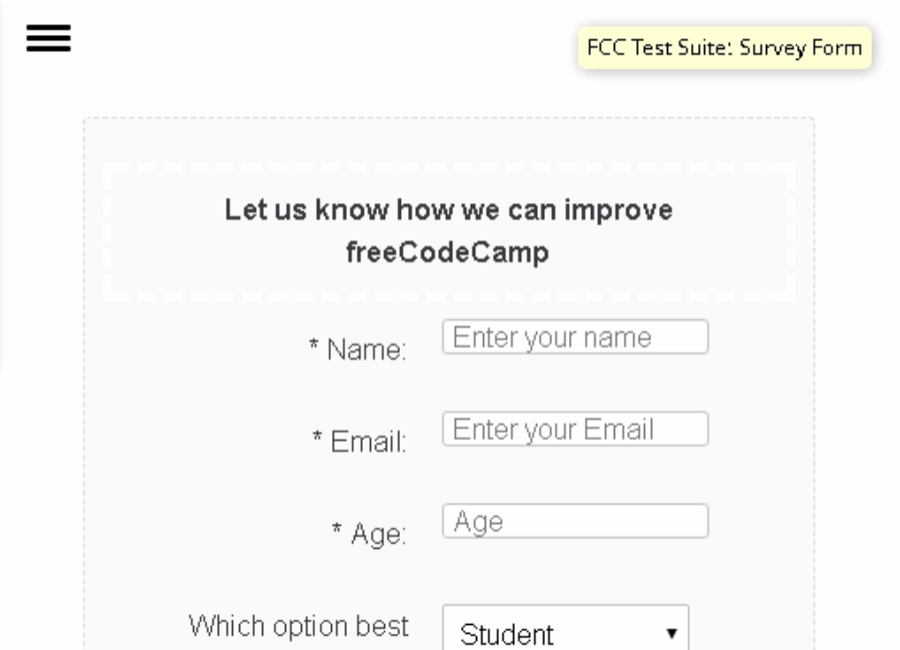 FCC Test Suite: Survey Form
Let us know how we can improve
freeCodeCamp
* Name: Enter your name
* Email: Enter your Email
* Age: Age
Which option best Student